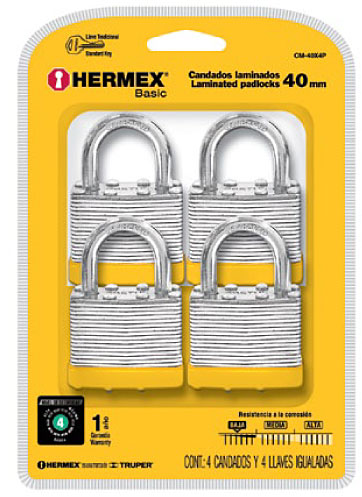 Llave Tradicional
Standard Key
CM-40X4P
HERMEX®
Basic
Candados laminados
Laminated padlocks 40 mm
4
1 año
Garantía
Warranty
Resistencia a la corrosión
BAJA MEDIA ALTA
HERMEX® TRUPER®
CONT.: 4 CANDADOS Y 4 LLAVES IGUALADAS